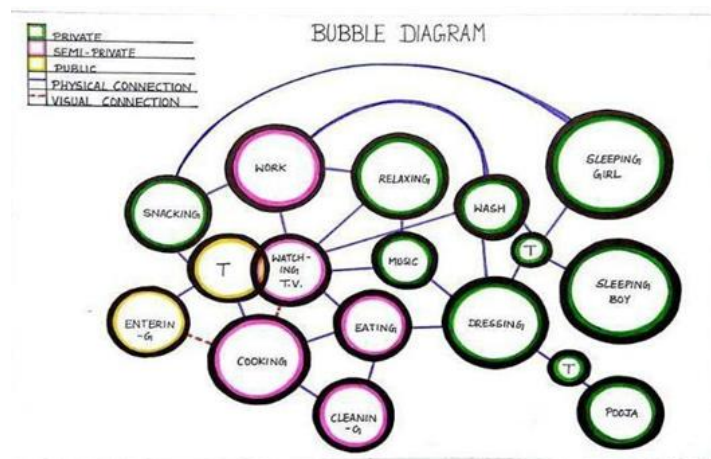 BUBBLE DIAGRAM
PRIVATE
SEMI-PRIVATE
PUBLIC
PHYSICAL CONNECTION
VISUAL CONNECTION
SLEEPING
GIRL
WORK
RELAXING
SNACKING
WASH
T
T
WATCH-
ING
T.V.
MUSIC
SLEEPING
BOY
ENTERIN
-G
EATING
DRESSING
COOKING
T
CLEANIN
-G
POOJA